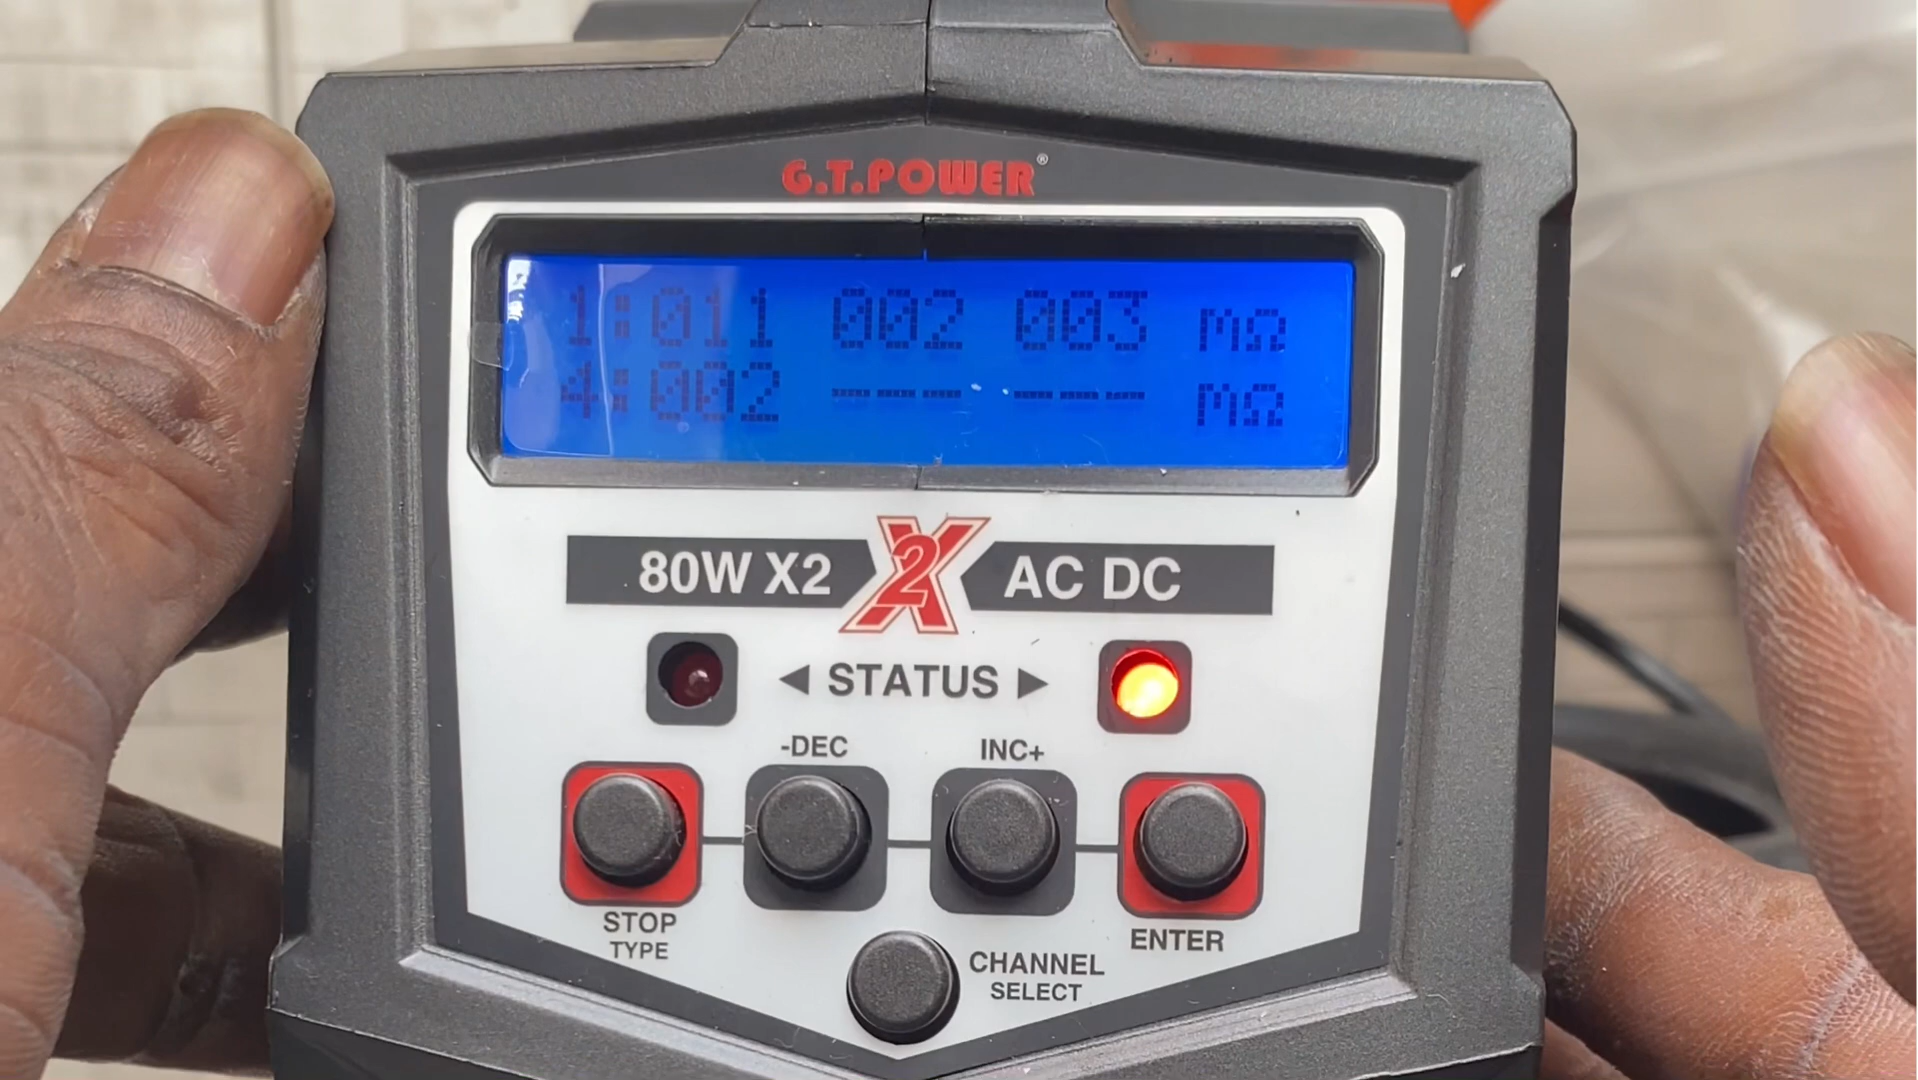 G.T.POWER®
1:011 002 003 mΩ
4:002 --- --- mΩ
80W X2 X2 AC DC
◀ STATUS ▶
-DEC INC+
STOP
TYPE
ENTER
CHANNEL
SELECT